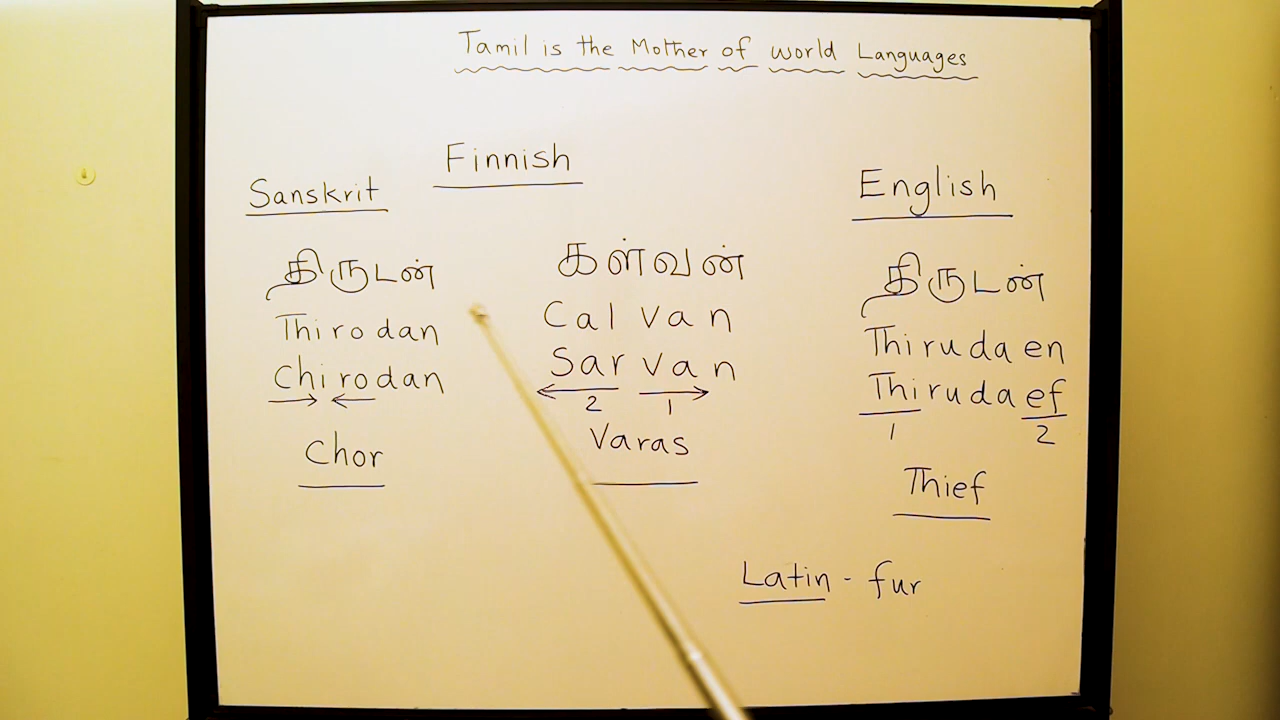 Tamil is the Mother of world Languages
Sanskrit
திருடன்
Thirodan
Chirodan
Chor
Finnish
கள்வன்
Calvan
Sarvan
2 1
Varas
English
திருடன்
Thirudaen
Thirudaef
1 2
Thief
Latin - fur